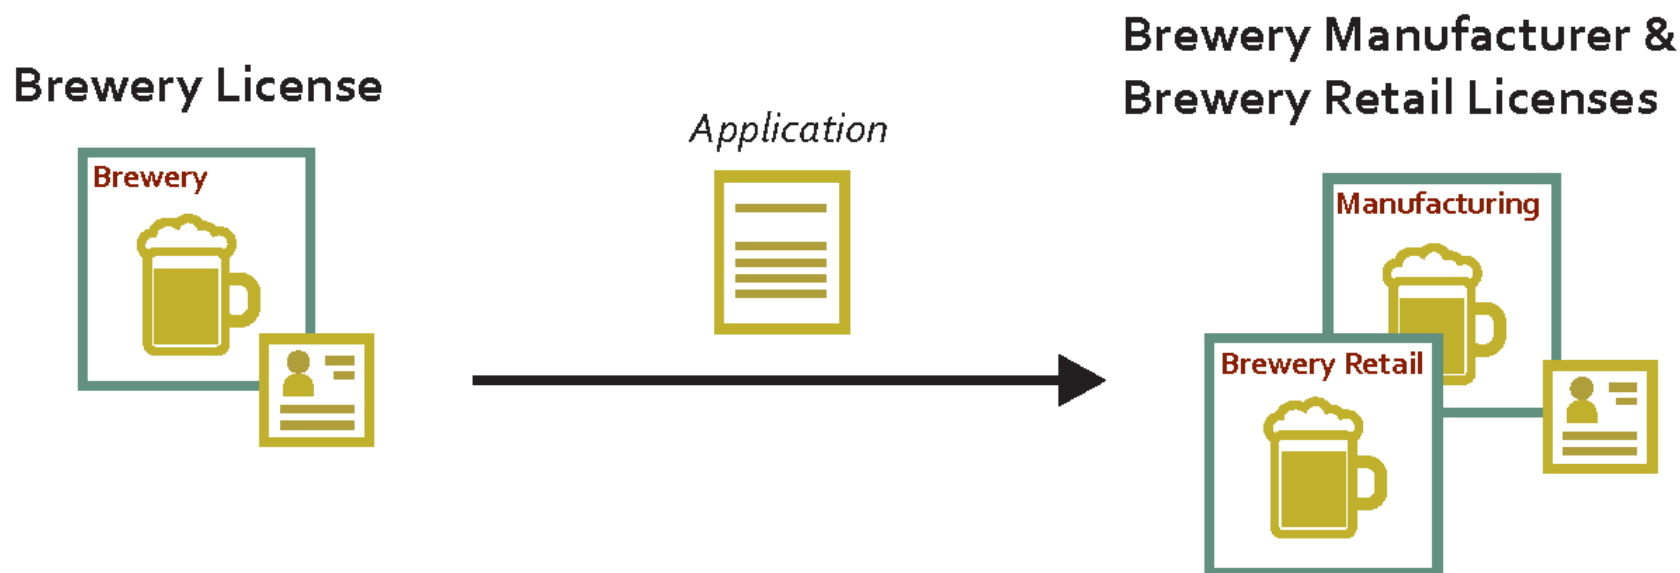 Brewery License
Brewery
Application
Brewery Manufacturer &
Brewery Retail Licenses
Manufacturing
Brewery Retail